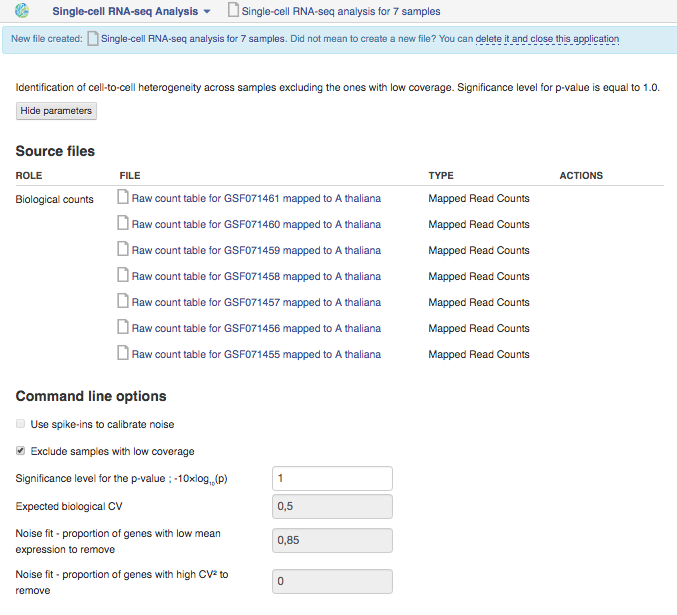 Single-cell RNA-seq Analysis Single-cell RNA-seq analysis for 7 samples
New file created: Single-cell RNA-seq analysis for 7 samples. Did not mean to create a new file? You can delete it and close this application
Identification of cell-to-cell heterogeneity across samples excluding the ones with low coverage. Significance level for p-value is equal to 1.0.
Hide parameters
Source files
ROLE FILE TYPE ACTIONS
Biological counts Raw count table for GSF071461 mapped to A thaliana Mapped Read Counts
Raw count table for GSF071460 mapped to A thaliana Mapped Read Counts
Raw count table for GSF071459 mapped to A thaliana Mapped Read Counts
Raw count table for GSF071458 mapped to A thaliana Mapped Read Counts
Raw count table for GSF071457 mapped to A thaliana Mapped Read Counts
Raw count table for GSF071456 mapped to A thaliana Mapped Read Counts
Raw count table for GSF071455 mapped to A thaliana Mapped Read Counts
Command line options
Use spike-ins to calibrate noise
Exclude samples with low coverage
Significance level for the p-value ; -10×log₁₀(p) 1
Expected biological CV 0,5
Noise fit - proportion of genes with low mean
expression to remove 0,85
Noise fit - proportion of genes with high CV² to
remove 0